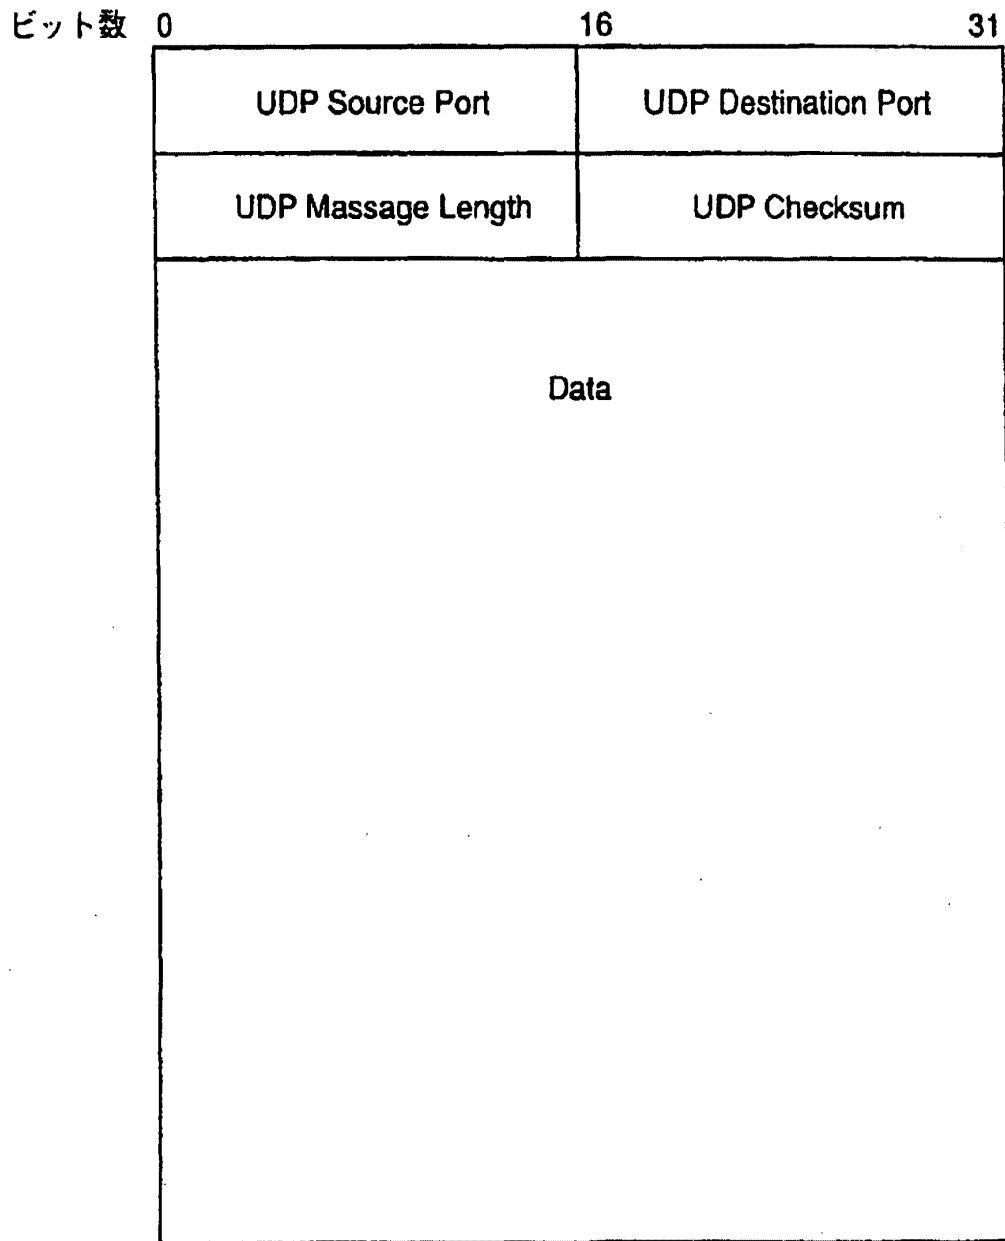 ビット数 0 16 31
UDP Source Port UDP Destination Port
UDP Massage Length UDP Checksum
Data